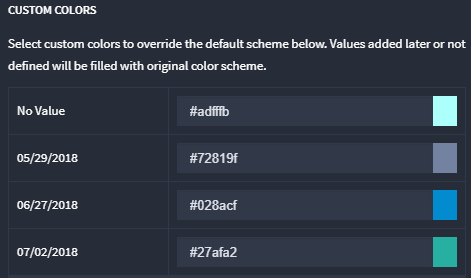 CUSTOM COLORS
Select custom colors to override the default scheme below. Values added later or not
defined will be filled with original color scheme.
No Value
#adfffb
05/29/2018
#72819f
06/27/2018
#028acf
07/02/2018
#27afa2